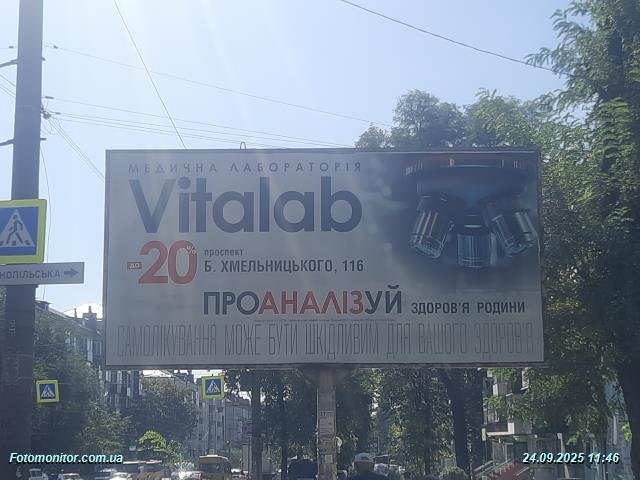 МЕДИЧНА ЛАБОРАТОРІЯ
Vitalab
до -20%
проспект
Б. ХМЕЛЬНИЦЬКОГО, 116
ПРОАНАЛІЗУЙ ЗДОРОВ'Я РОДИНИ
САМОЛІКУВАННЯ МОЖЕ БУТИ ШКІДЛИВИМ ДЛЯ ВАШОГО ЗДОРОВ'Я
Fotomonitor.com.ua
24.09.2025 11:46